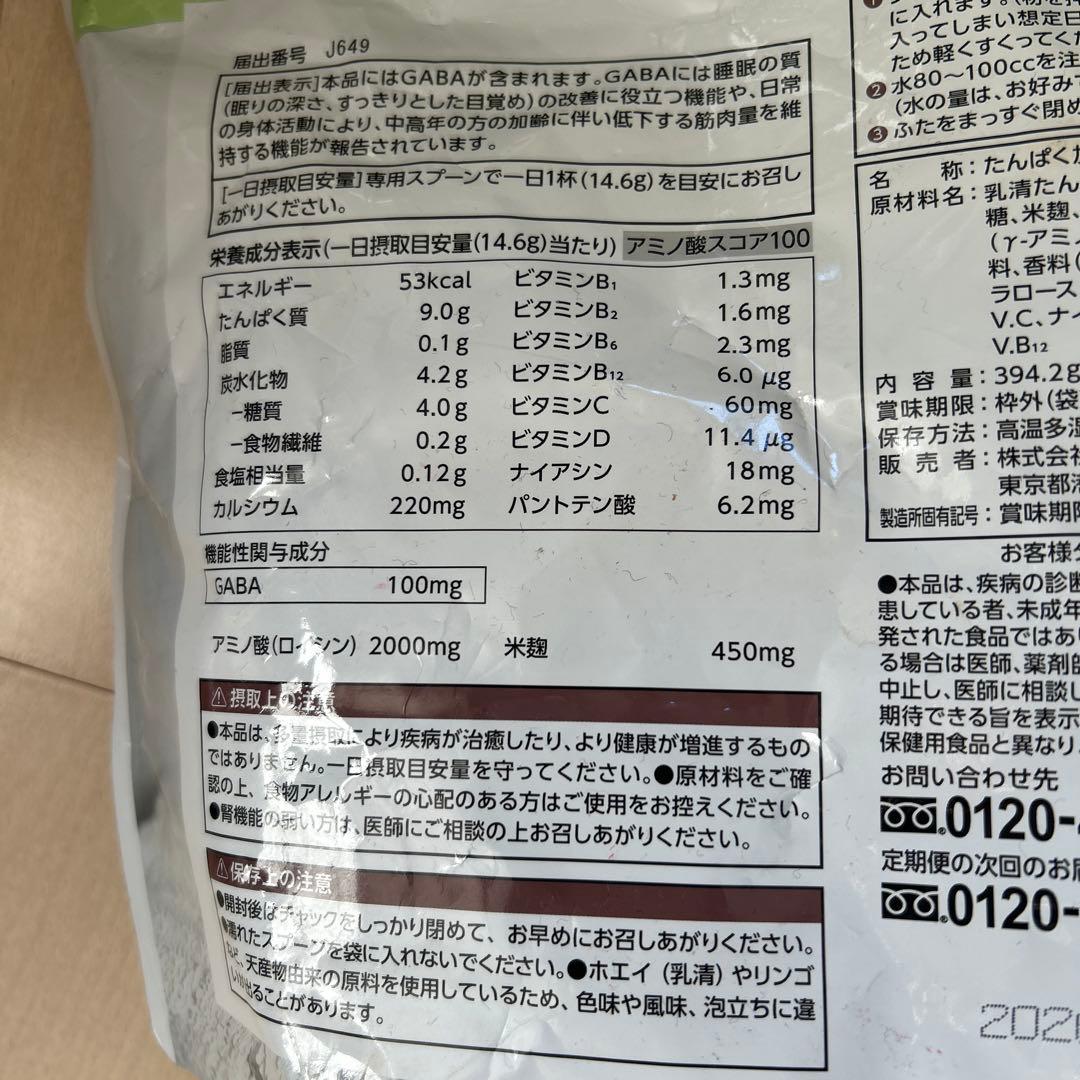 届出番号 J649
[届出表示]本品にはGABAが含まれます。GABAには睡眠の質
(眠りの深さ、すっきりとした目覚め)の改善に役立つ機能や、日常
の身体活動により、中高年の方の加齢に伴い低下する筋肉量を維
持する機能が報告されています。
[一日摂取目安量]専用スプーンで一日1杯(14.6g)を目安にお召し
あがりください。
栄養成分表示(一日摂取目安量(14.6g)当たり) アミノ酸スコア100
エネルギー 53kcal ビタミンB₁ 1.3mg
たんぱく質 9.0g ビタミンB₂ 1.6mg
脂質 0.1g ビタミンB₆ 2.3mg
炭水化物 4.2g ビタミンB₁₂ 6.0μg
−糖質 4.0g ビタミンC 60mg
−食物繊維 0.2g ビタミンD 11.4μg
食塩相当量 0.12g ナイアシン 18mg
カルシウム 220mg パントテン酸 6.2mg
機能性関与成分
GABA 100mg
アミノ酸(ロイシン) 2000mg 米麹 450mg
⚠摂取上の注意
●本品は、多量摂取により疾病が治癒したり、より健康が増進するもの
ではありません。一日摂取目安量を守ってください。●原材料をご確
認の上、食物アレルギーの心配のある方はご使用をお控えください。
●腎機能の弱い方は、医師にご相談の上お召しあがりください。
⚠保存上の注意
●開封後はチャックをしっかり閉めて、お早めにお召しあがりください。
●濡れたスプーンを袋に入れないでください。●ホエイ(乳清)やリンゴ
など、天産物由来の原料を使用しているため、色味や風味、泡立ちに違
いが出ることがあります。
に入れます。
入ってしまい想定
ため軽くすくってく
❷水80〜100ccを注
(水の量は、お好み
❸ふたをまっすぐ閉め
名 称:たんぱく
原材料名:乳清たん
糖、米麹、
(γ-アミノ
料、香料(
ラロース
V.C、ナイ
V.B₁₂
内容量:394.2g
賞味期限:枠外(袋
保存方法:高温多湿
販売者:株式会社
東京都港
製造所固有記号:賞味期限
お客様
●本品は、疾病の診断
患している者、未成年
発された食品ではあ
る場合は医師、薬剤師
中止し、医師に相談し
期待できる旨を表示
保健用食品と異なり
お問い合わせ先
0120-
定期便の次回のお届
0120-
202